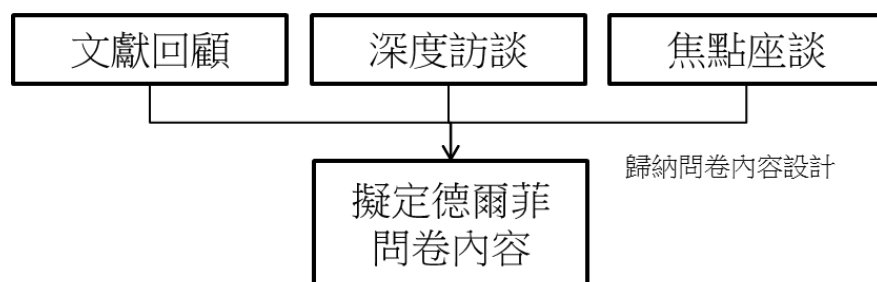 文獻回顧
深度訪談
焦點座談
歸納問卷內容設計
擬定德爾菲
問卷內容